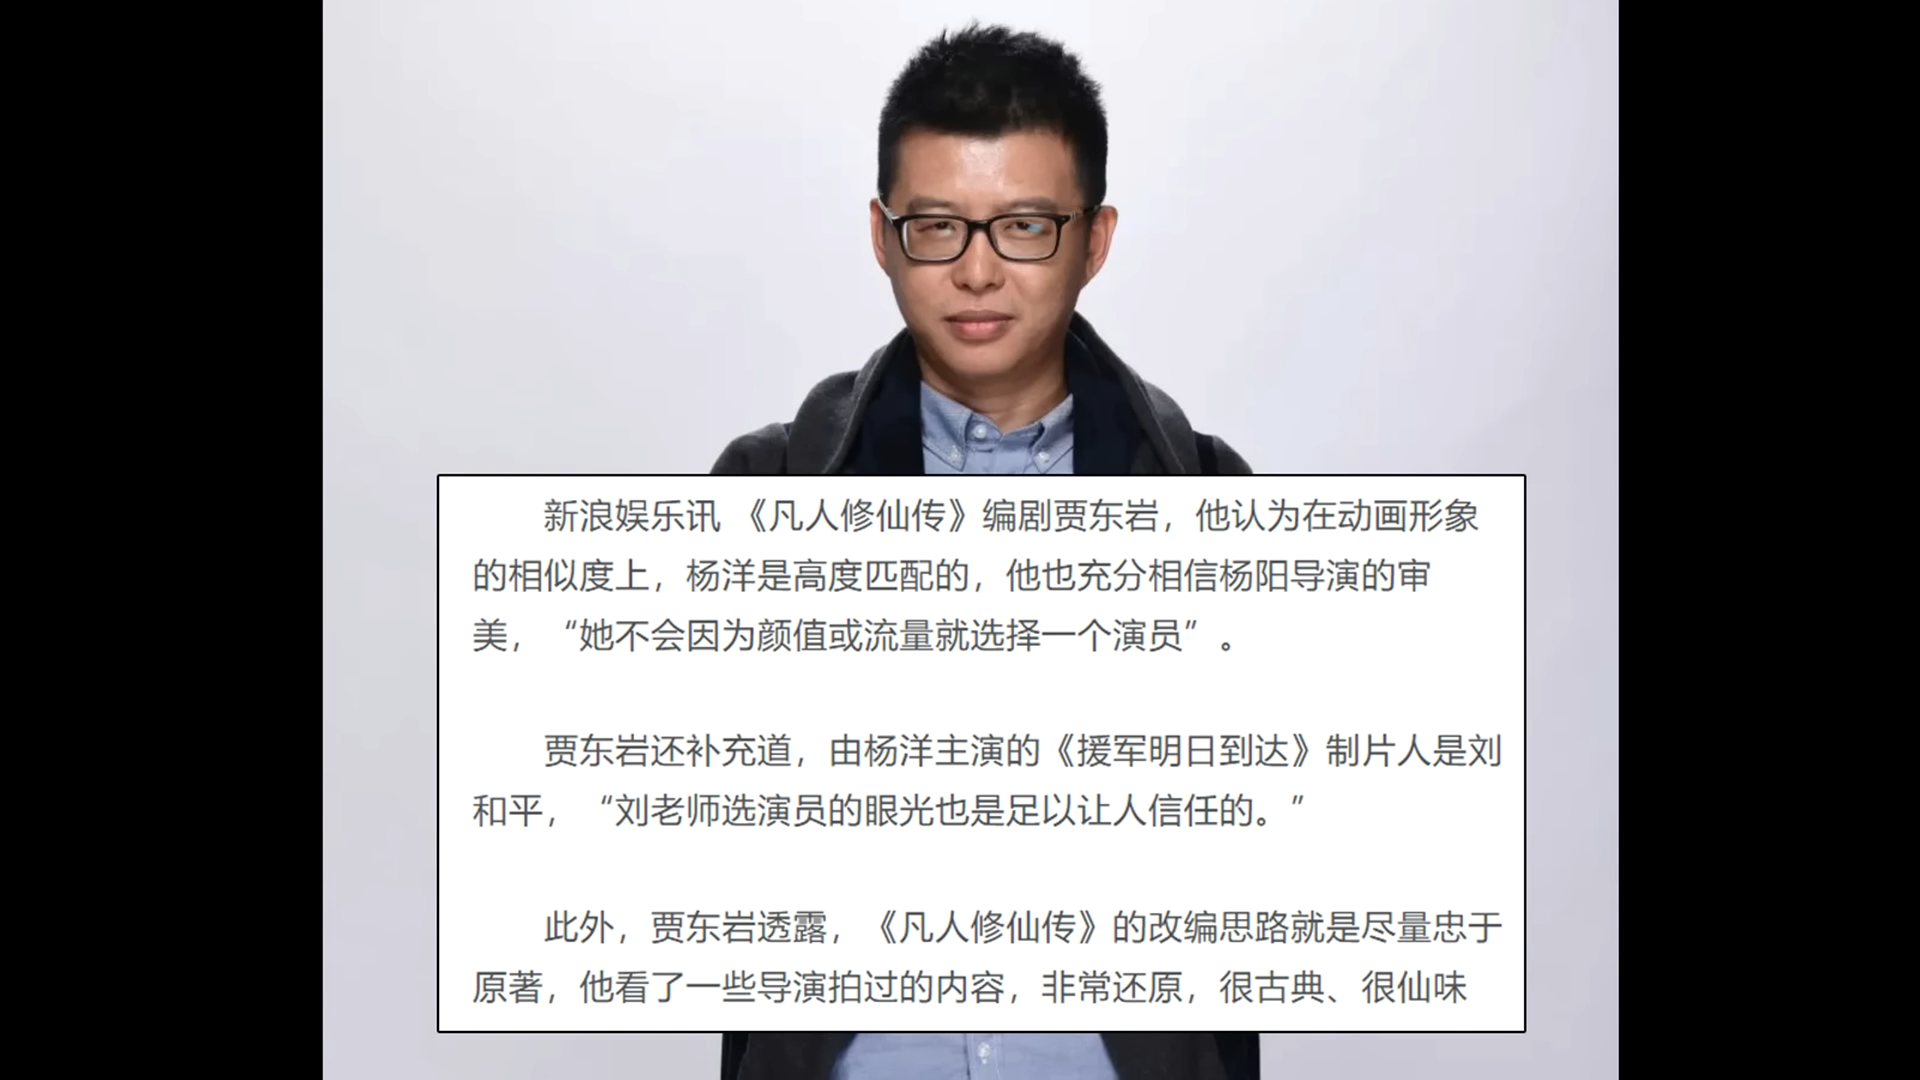 新浪娱乐讯 《凡人修仙传》编剧贾东岩，他认为在动画形象
的相似度上，杨洋是高度匹配的，他也充分相信杨阳导演的审
美，“她不会因为颜值或流量就选择一个演员”。
贾东岩还补充道，由杨洋主演的《援军明日到达》制片人是刘
和平，“刘老师选演员的眼光也是足以让人信任的。”
此外，贾东岩透露，《凡人修仙传》的改编思路就是尽量忠于
原著，他看了一些导演拍过的内容，非常还原，很古典、很仙味